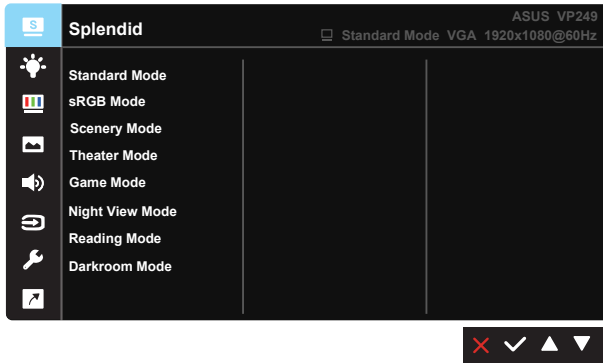 S
Splendid
ASUS VP249
Standard Mode VGA 1920x1080@60Hz
Standard Mode
sRGB Mode
Scenery Mode
Theater Mode
Game Mode
Night View Mode
Reading Mode
Darkroom Mode